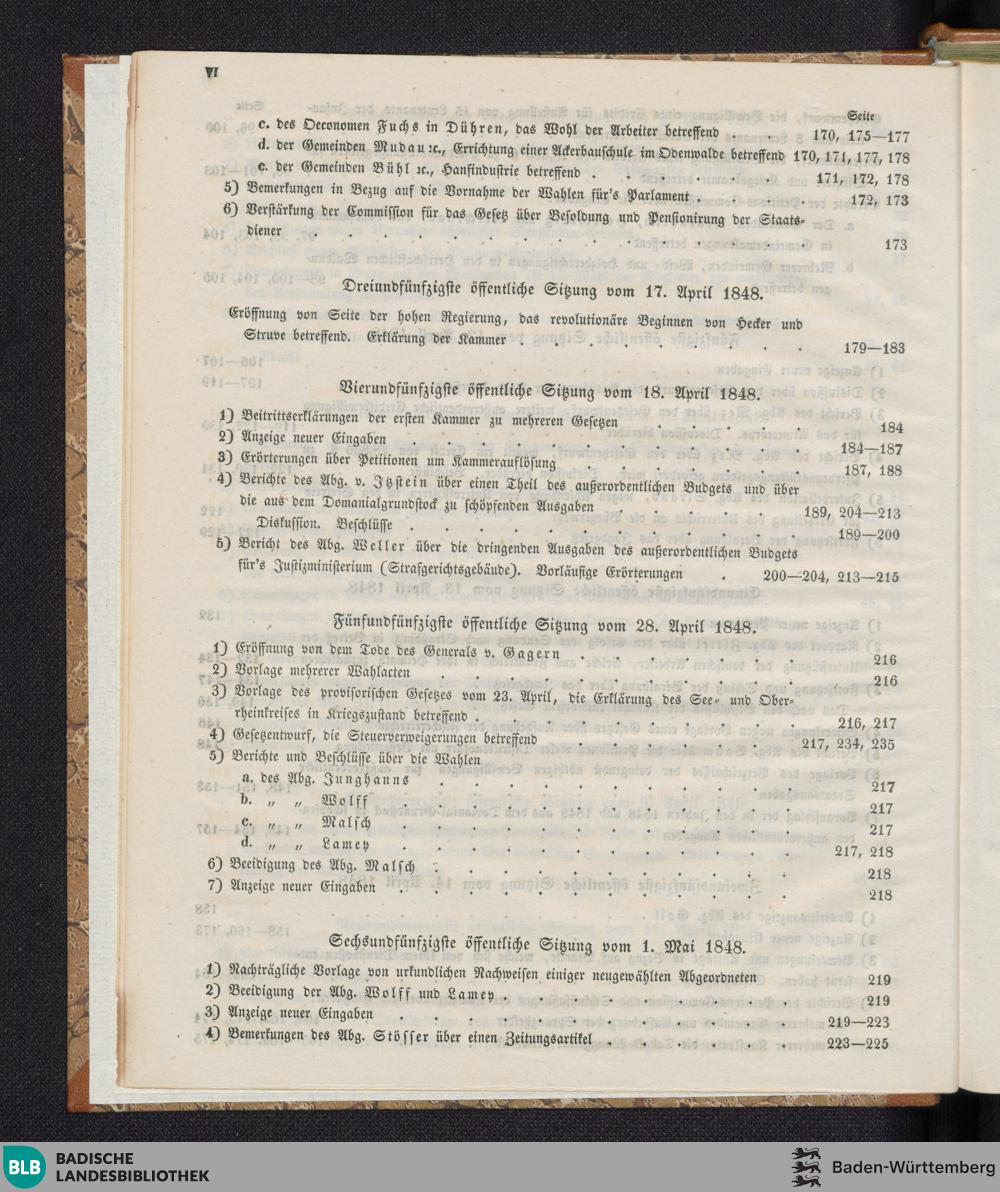 VI
Seite
c. des Oeconomen Fuchs in Dühren, das Wohl der Arbeiter betreffend . . 170, 175—177
d. der Gemeinden Mudau ꝛc., Errichtung einer Ackerbauschule im Odenwalde betreffend 170, 171, 177, 178
e. der Gemeinden Bühl ꝛc., Hanfindustrie betreffend . . . . . . 171, 172, 178
5) Bemerkungen in Bezug auf die Vornahme der Wahlen für's Parlament . . . . 172, 173
6) Verstärkung der Commission für das Gesetz über Besoldung und Pensionirung der Staats-
diener . . . . . . . . . . . . . . . 173
Dreiundfünfzigste öffentliche Sitzung vom 17. April 1848.
Eröffnung von Seite der hohen Regierung, das revolutionäre Beginnen von Hecker und
Struve betreffend. Erklärung der Kammer . . . . . . . . . 179—183
Vierundfünfzigste öffentliche Sitzung vom 18. April 1848.
1) Beitrittserklärungen der ersten Kammer zu mehreren Gesetzen . . . . . 184
2) Anzeige neuer Eingaben . . . . . . . . . . . . 184—187
3) Erörterungen über Petitionen um Kammerauflösung . . . . . . . 187, 188
4) Berichte des Abg. v. Itzstein über einen Theil des außerordentlichen Budgets und über
die aus dem Domanialgrundstock zu schöpfenden Ausgaben . . . . . 189, 204—213
Diskussion. Beschlüsse . . . . . . . . . . . . 189—200
5) Bericht des Abg. Weller über die dringenden Ausgaben des außerordentlichen Budgets
für's Justizministerium (Strafgerichtsgebäude). Vorläufige Erörterungen . 200—204, 213—215
Fünfundfünfzigste öffentliche Sitzung vom 28. April 1848.
1) Eröffnung von dem Tode des Generals v. Gagern . . . . . . . 216
2) Vorlage mehrerer Wahlacten . . . . . . . . . . . 216
3) Vorlage des provisorischen Gesetzes vom 23. April, die Erklärung des See- und Ober-
rheinkreises in Kriegszustand betreffend . . . . . . . . . . 216, 217
4) Gesetzentwurf, die Steuerverweigerungen betreffend . . . . . . . 217, 234, 235
5) Berichte und Beschlüsse über die Wahlen
a. des Abg. Junghanns . . . . . . . . . . . 217
b. „ „ Wolff . . . . . . . . . . . . 217
c. „ „ Malsch . . . . . . . . . . . . 217
d. „ „ Lamey . . . . . . . . . . . . 217, 218
6) Beeidigung des Abg. Malsch . . . . . . . . . . . 218
7) Anzeige neuer Eingaben . . . . . . . . . . . . 218
Sechsundfünfzigste öffentliche Sitzung vom 1. Mai 1848.
1) Nachträgliche Vorlage von urkundlichen Nachweisen einiger neugewählten Abgeordneten 219
2) Beeidigung der Abg. Wolff und Lamey . . . . . . . . . 219
3) Anzeige neuer Eingaben . . . . . . . . . . . . 219—223
4) Bemerkungen des Abg. Stösser über einen Zeitungsartikel . . . . . . 223—225
BLB BADISCHE
LANDESBIBLIOTHEK
Baden-Württemberg